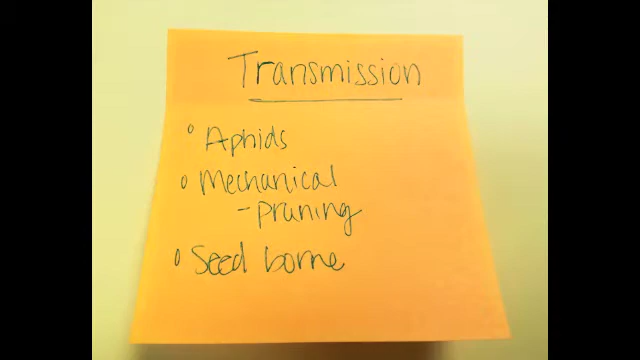 Transmission
° Aphids
° Mechanical
- pruning
° Seed borne